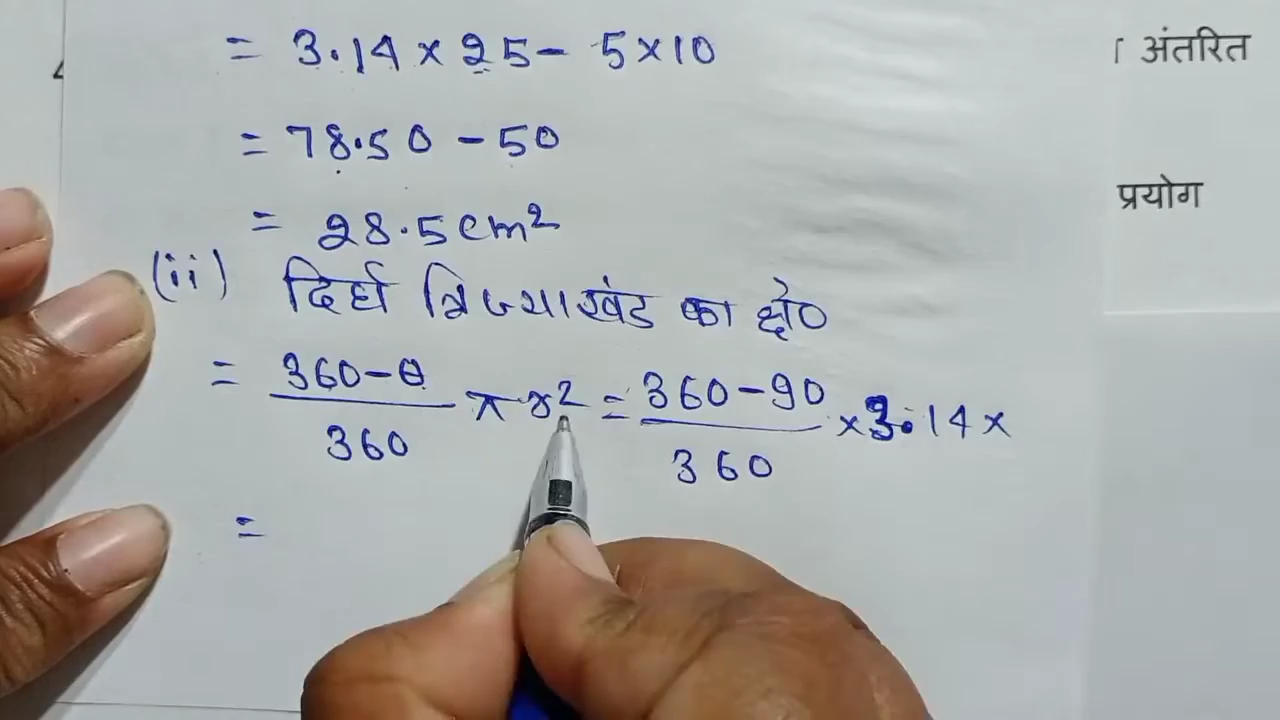 = 3.14 × 25 - 5 × 10
= 78.50 - 50
= 28.5 cm²
(ii) दिर्घ त्रिज्याखंड का क्षे०
= 360-θ/360 πr² = 360-90/360 × 3.14 ×
=
अंतरित
प्रयोग